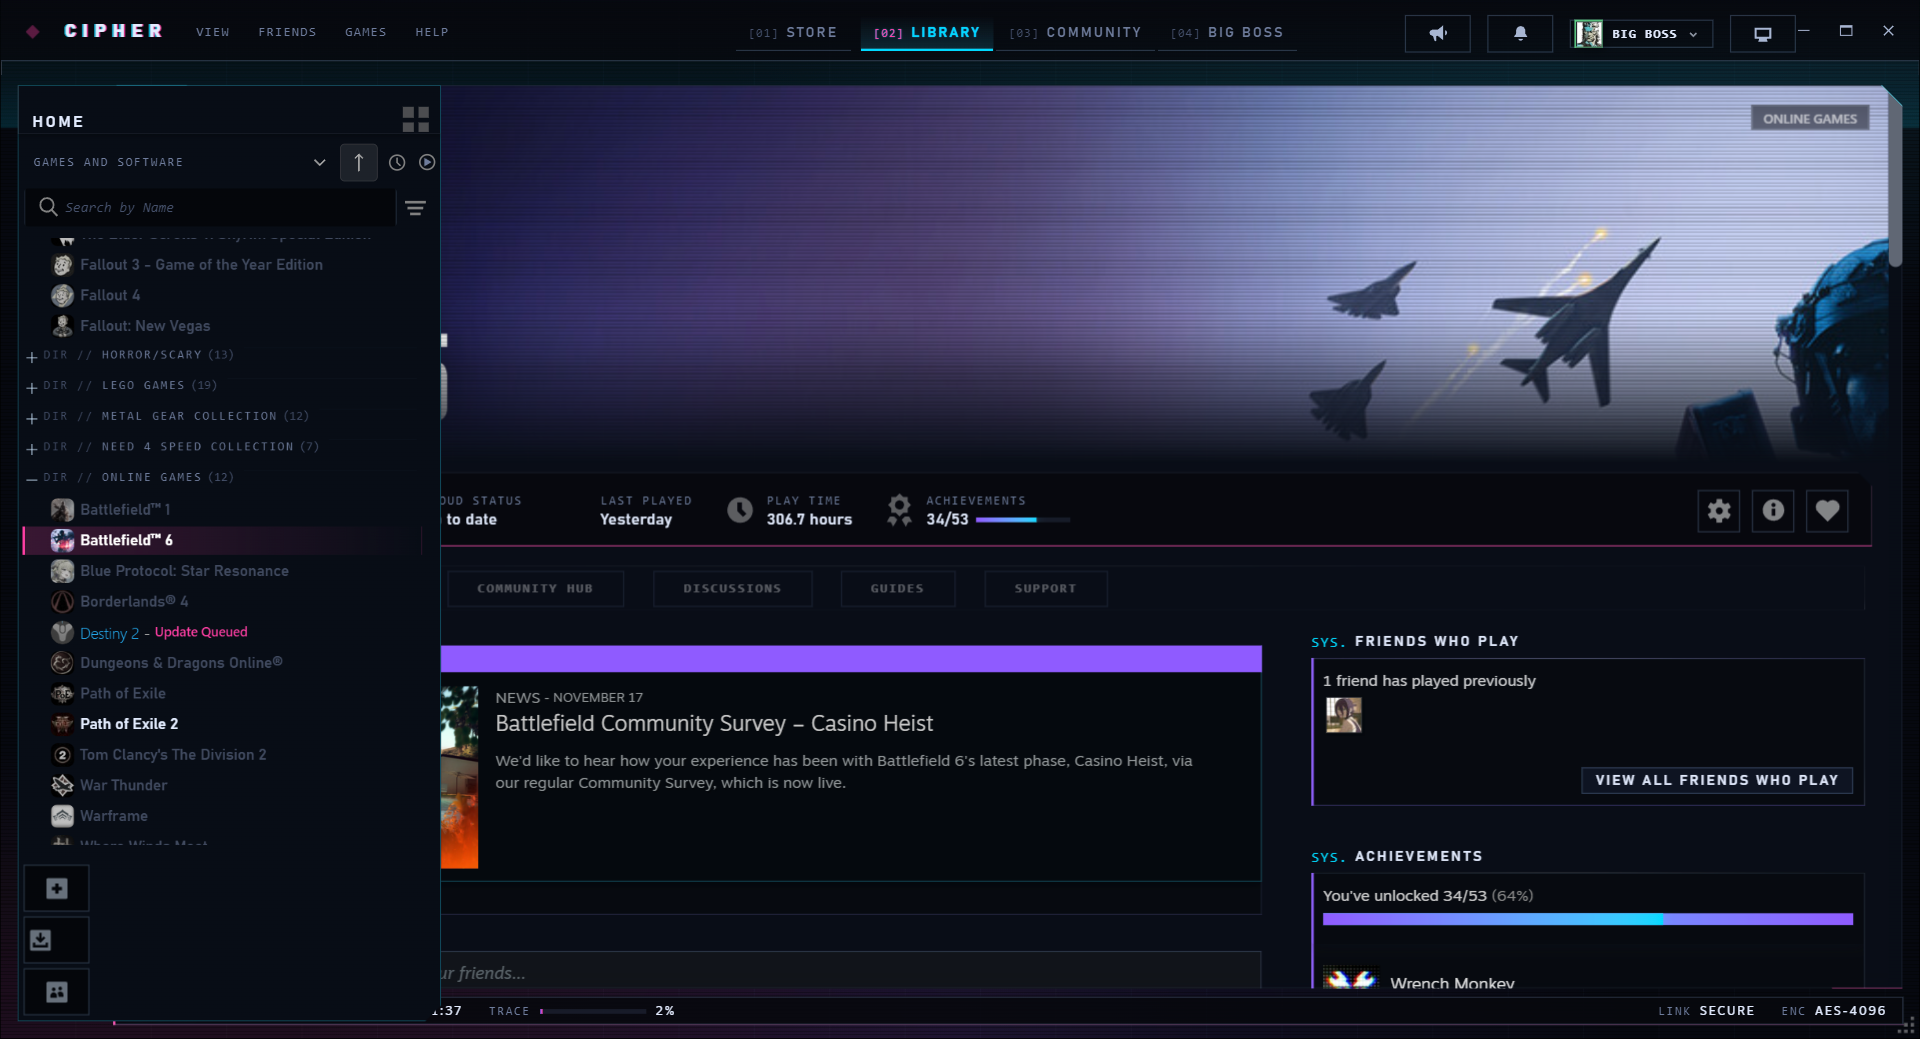 CIPHER
VIEW FRIENDS GAMES HELP
[01] STORE [02] LIBRARY [03] COMMUNITY [04] BIG BOSS
BIG BOSS
HOME
ONLINE GAMES
GAMES AND SOFTWARE
Search by Name
Fallout 3 - Game of the Year Edition
Fallout 4
Fallout: New Vegas
DIR // HORROR/SCARY (13)
DIR // LEGO GAMES (19)
DIR // METAL GEAR COLLECTION (12)
DIR // NEED 4 SPEED COLLECTION (7)
DIR // ONLINE GAMES (12)
Battlefield™ 1
Battlefield™ 6
Blue Protocol: Star Resonance
Borderlands® 4
Destiny 2 - Update Queued
Dungeons & Dragons Online®
Path of Exile
Path of Exile 2
Tom Clancy's The Division 2
War Thunder
Warframe
Where Winds Meet
OUD STATUS
to date
LAST PLAYED
Yesterday
PLAY TIME
306.7 hours
ACHIEVEMENTS
34/53
COMMUNITY HUB DISCUSSIONS GUIDES SUPPORT
NEWS - NOVEMBER 17
Battlefield Community Survey – Casino Heist
We'd like to hear how your experience has been with Battlefield 6's latest phase, Casino Heist, via
our regular Community Survey, which is now live.
ur friends...
SYS. FRIENDS WHO PLAY
1 friend has played previously
VIEW ALL FRIENDS WHO PLAY
SYS. ACHIEVEMENTS
You've unlocked 34/53 (64%)
Wrench Monkey
:37 TRACE 2%
LINK SECURE ENC AES-4096